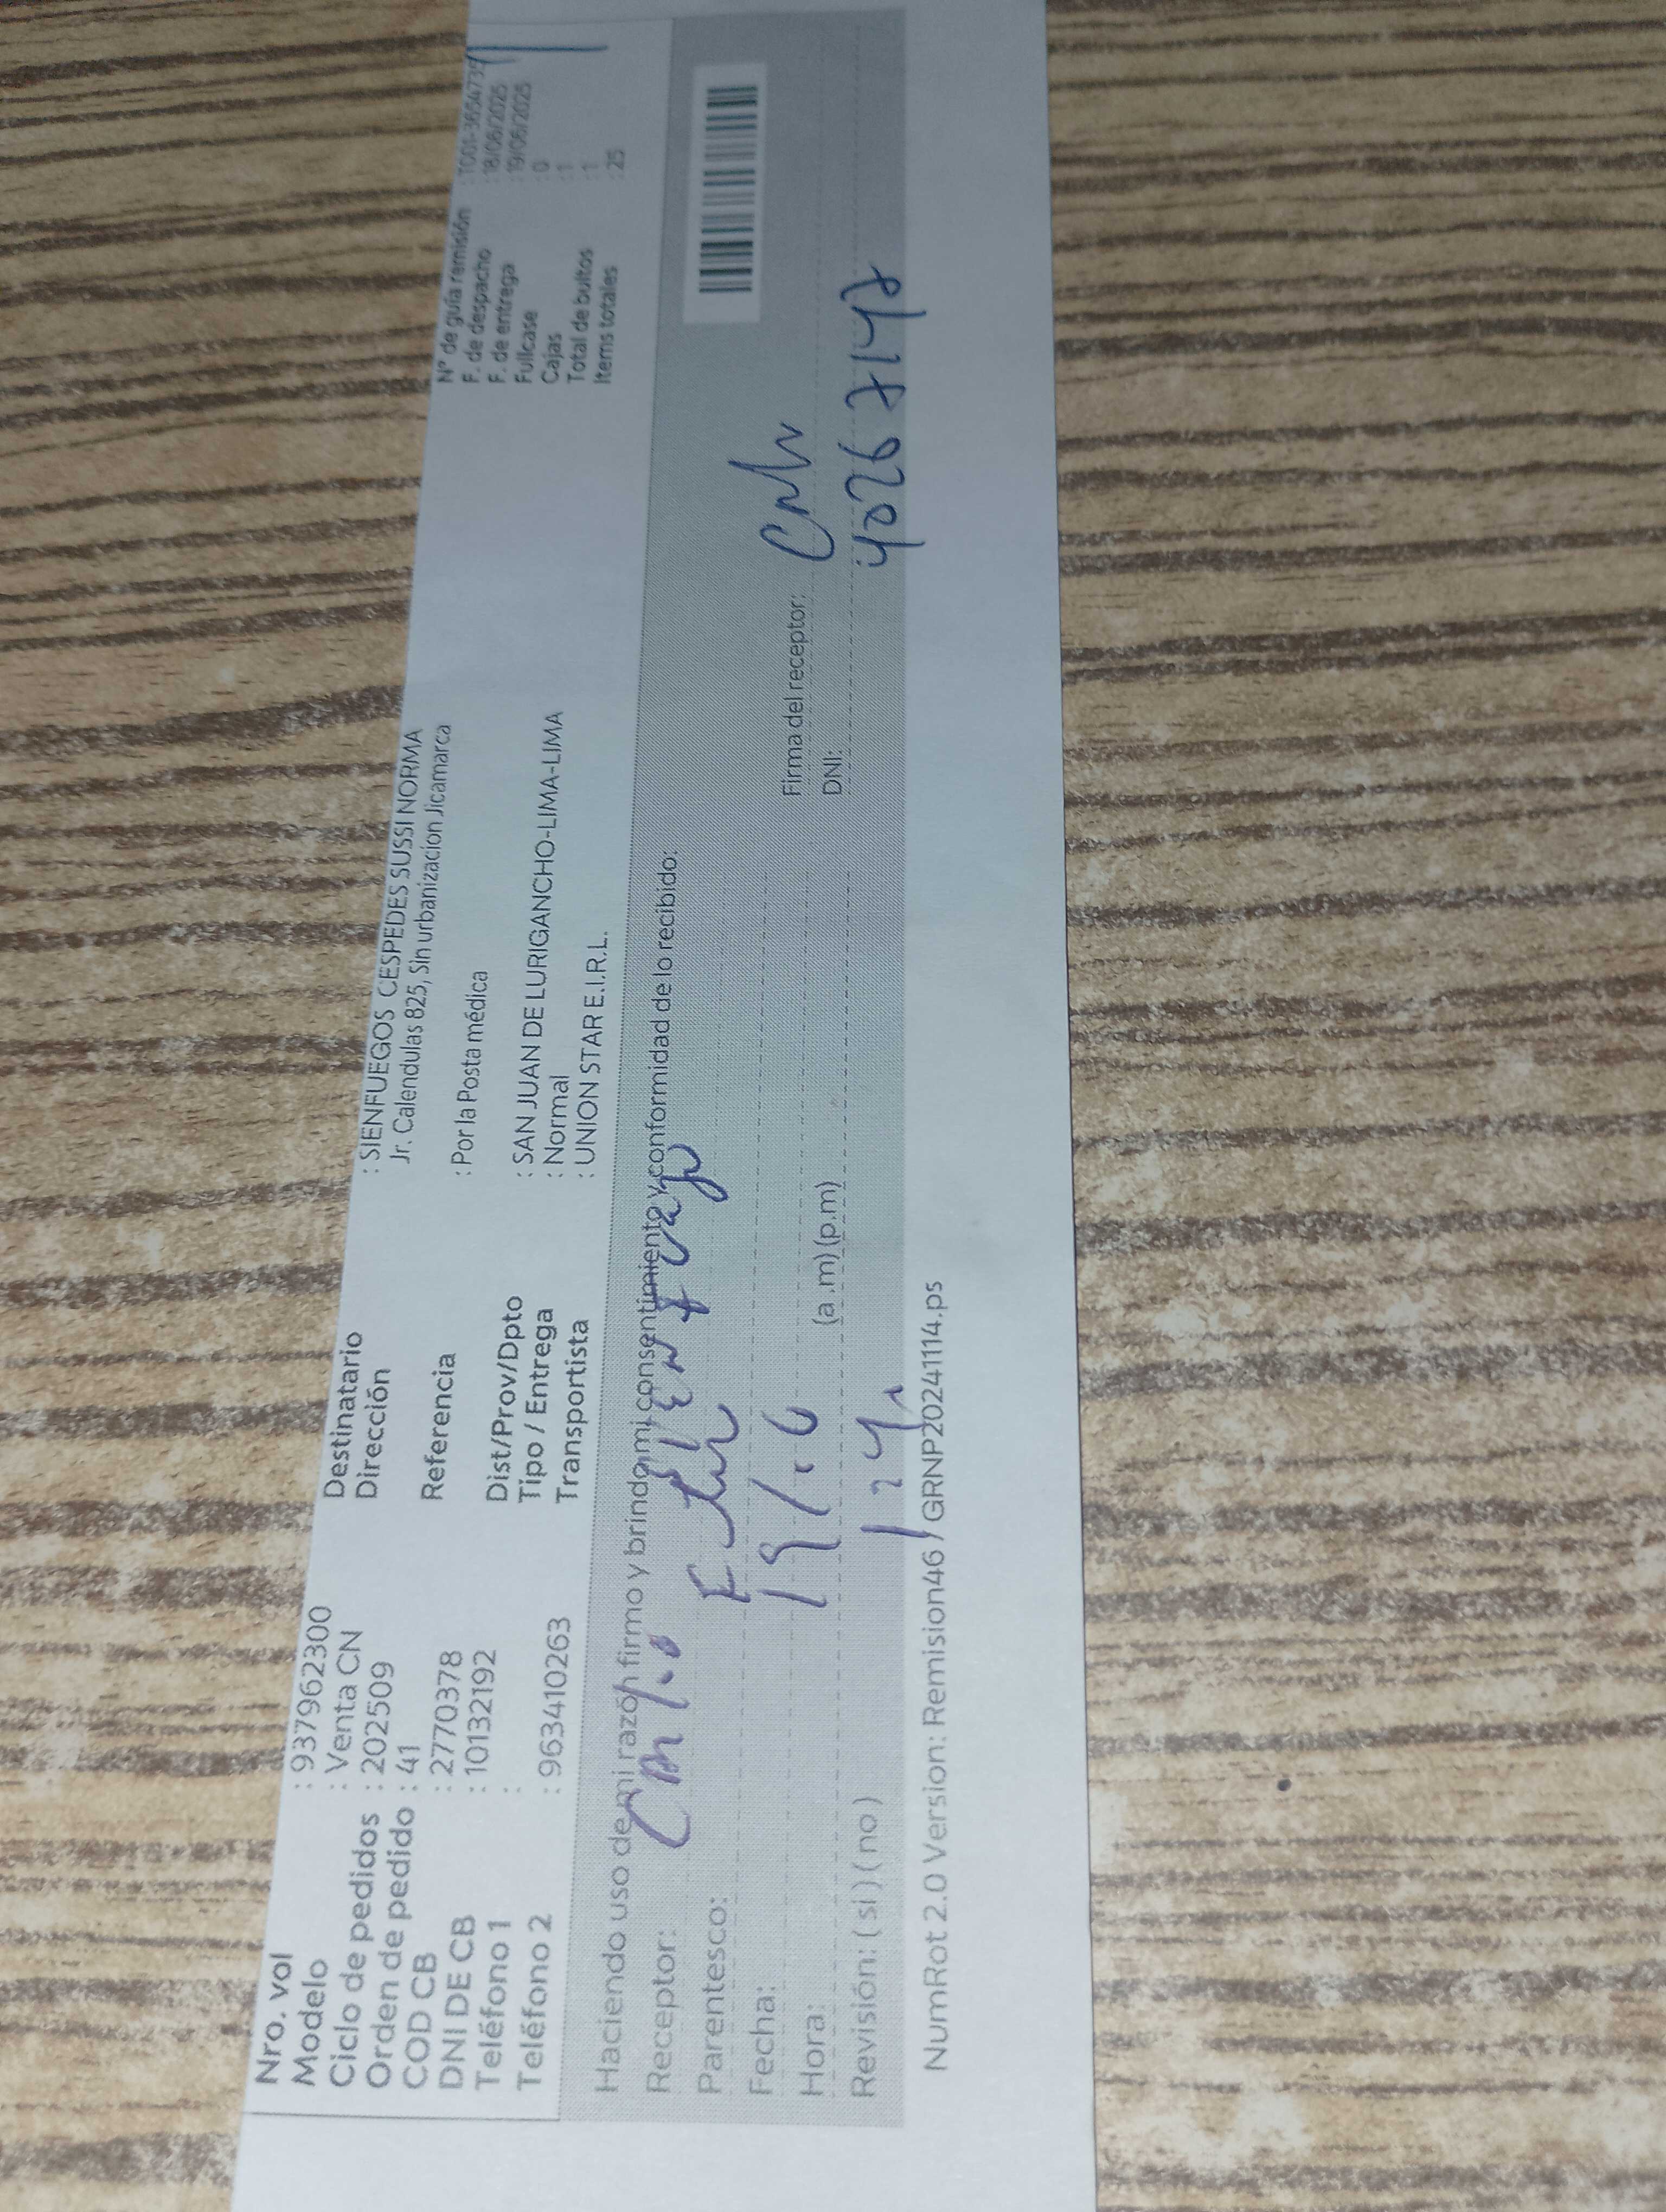 Nro. vol : 937962300
Modelo : Venta CN
Ciclo de pedidos : 202509
Orden de pedido : 41
COD CB : 2770378
DNI DE CB : 10132192
Teléfono 1 :
Teléfono 2 : 963410263
Destinatario : SIENFUEGOS CESPEDES SUSSI NORMA
Dirección Jr. Calendulas 825, Sin urbanizacion Jicamarca
Referencia : Por la Posta médica
Dist/Prov/Dpto : SAN JUAN DE LURIGANCHO-LIMA-LIMA
Tipo / Entrega : Normal
Transportista : UNION STAR E.I.R.L.
N° de guía remisión
F. de despacho : 18/06/2025
F. de entrega : 19/06/2025
Fullcase : 0
Cajas : 1
Total de bultos : 1
Items totales : 25
Haciendo uso de mi razón firmo y brindo mi consentimiento y conformidad de lo recibido:
Receptor:
Parentesco:
Fecha:
Hora: (a .m) (p.m)
Revisión: ( si ) ( no )
Firma del receptor:
DNI:
NumRot 2.0 Version: Remision46 / GRNP20241114.ps